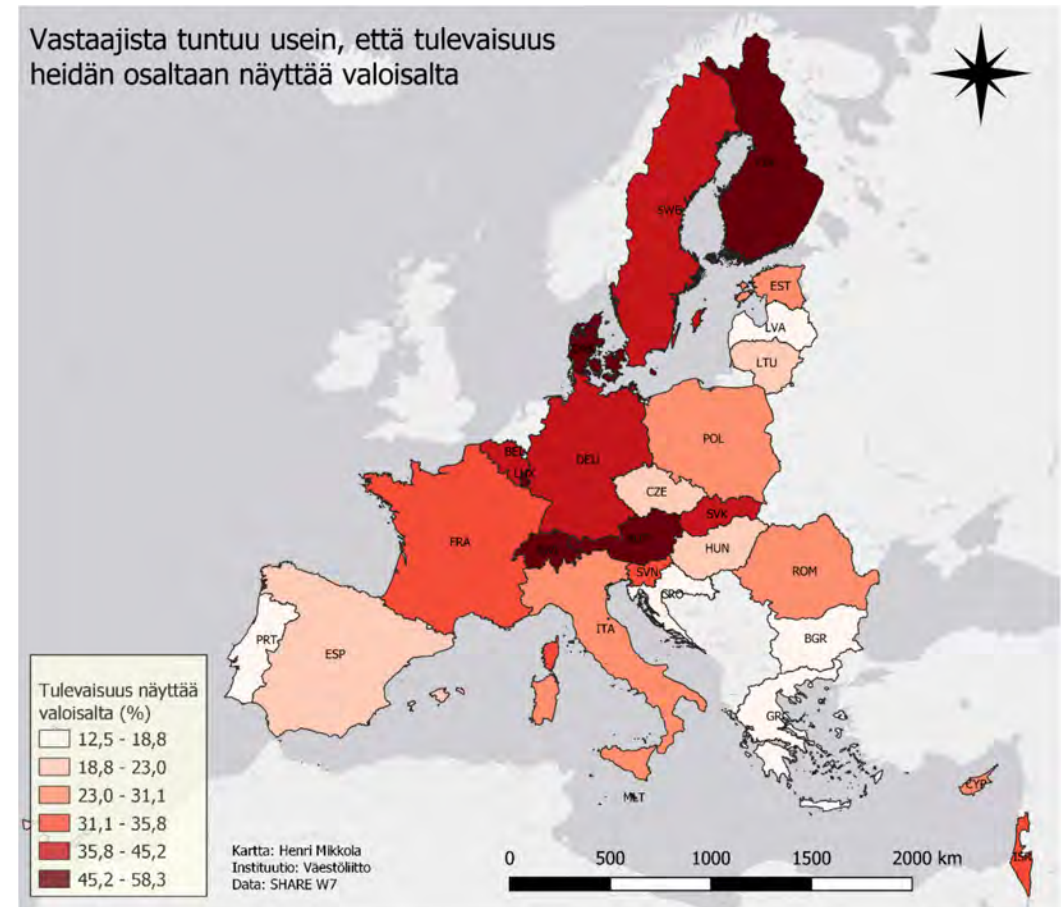 Vastaajista tuntuu usein, että tulevaisuus
heidän osaltaan näyttää valoisalta
SWE
EST
LVA
LTU
POL
BEL
LUX
DEU
CZE
SVK
FRA
HUN
SVN
ROM
ITA
BGR
PRT
ESP
MLT
CYP
ISR
Tulevaisuus näyttää
valoisalta (%)
12,5 - 18,8
18,8 - 23,0
23,0 - 31,1
31,1 - 35,8
35,8 - 45,2
45,2 - 58,3
Kartta: Henri Mikkola
Instituutio: Väestöliitto
Data: SHARE W7
0 500 1000 1500 2000 km